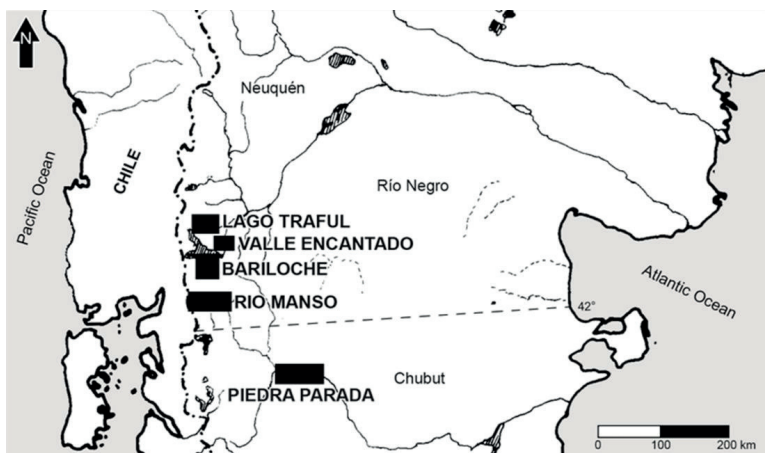 N
Neuquén
Pacific Ocean
CHILE
Río Negro
LAGO TRAFUL
VALLE ENCANTADO
BARILOCHE
RIO MANSO
Atlantic Ocean
42°
PIEDRA PARADA
Chubut
0 100 200 km